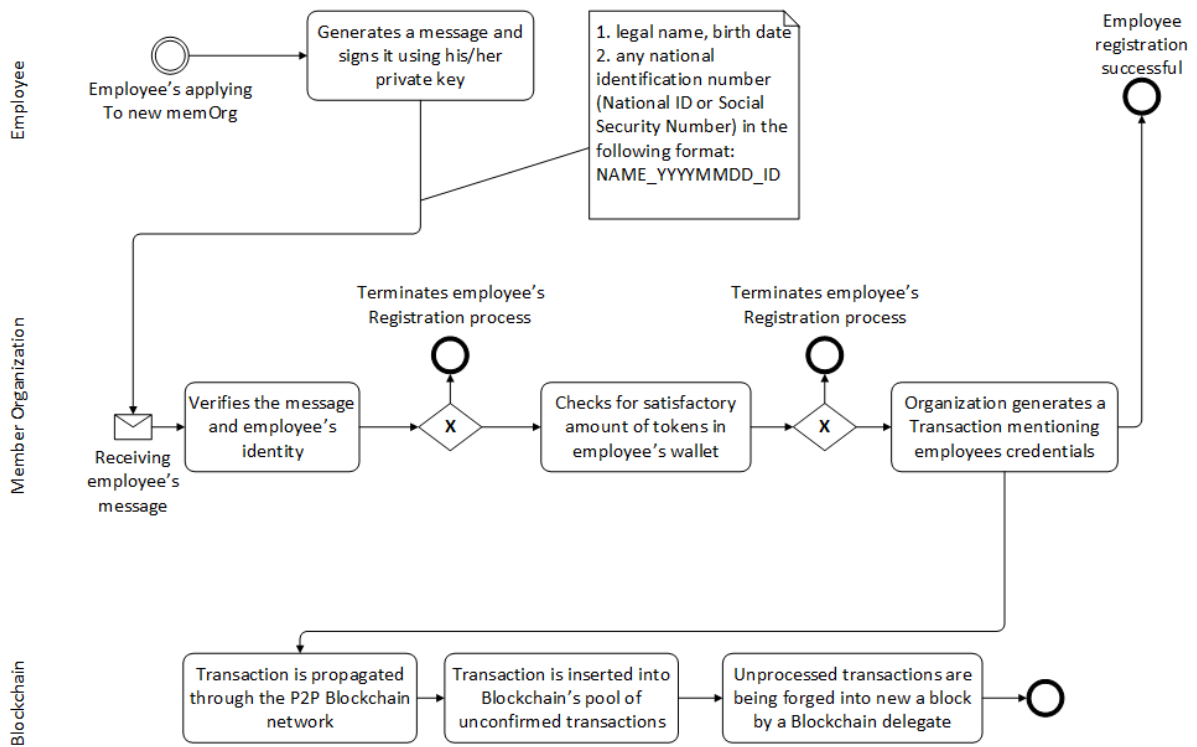 Employee
Employee's applying
To new memOrg
Generates a message and
signs it using his/her
private key
1. legal name, birth date
2. any national
identification number
(National ID or Social
Security Number) in the
following format:
NAME_YYYYMMDD_ID
Employee
registration
successful
Member Organization
Receiving
employee's
message
Verifies the message
and employee's
identity
Terminates employee's
Registration process
X
Checks for satisfactory
amount of tokens in
employee's wallet
Terminates employee's
Registration process
X
Organization generates a
Transaction mentioning
employees credentials
Blockchain
Transaction is propagated
through the P2P Blockchain
network
Transaction is inserted into
Blockchain's pool of
unconfirmed transactions
Unprocessed transactions are
being forged into new a block
by a Blockchain delegate